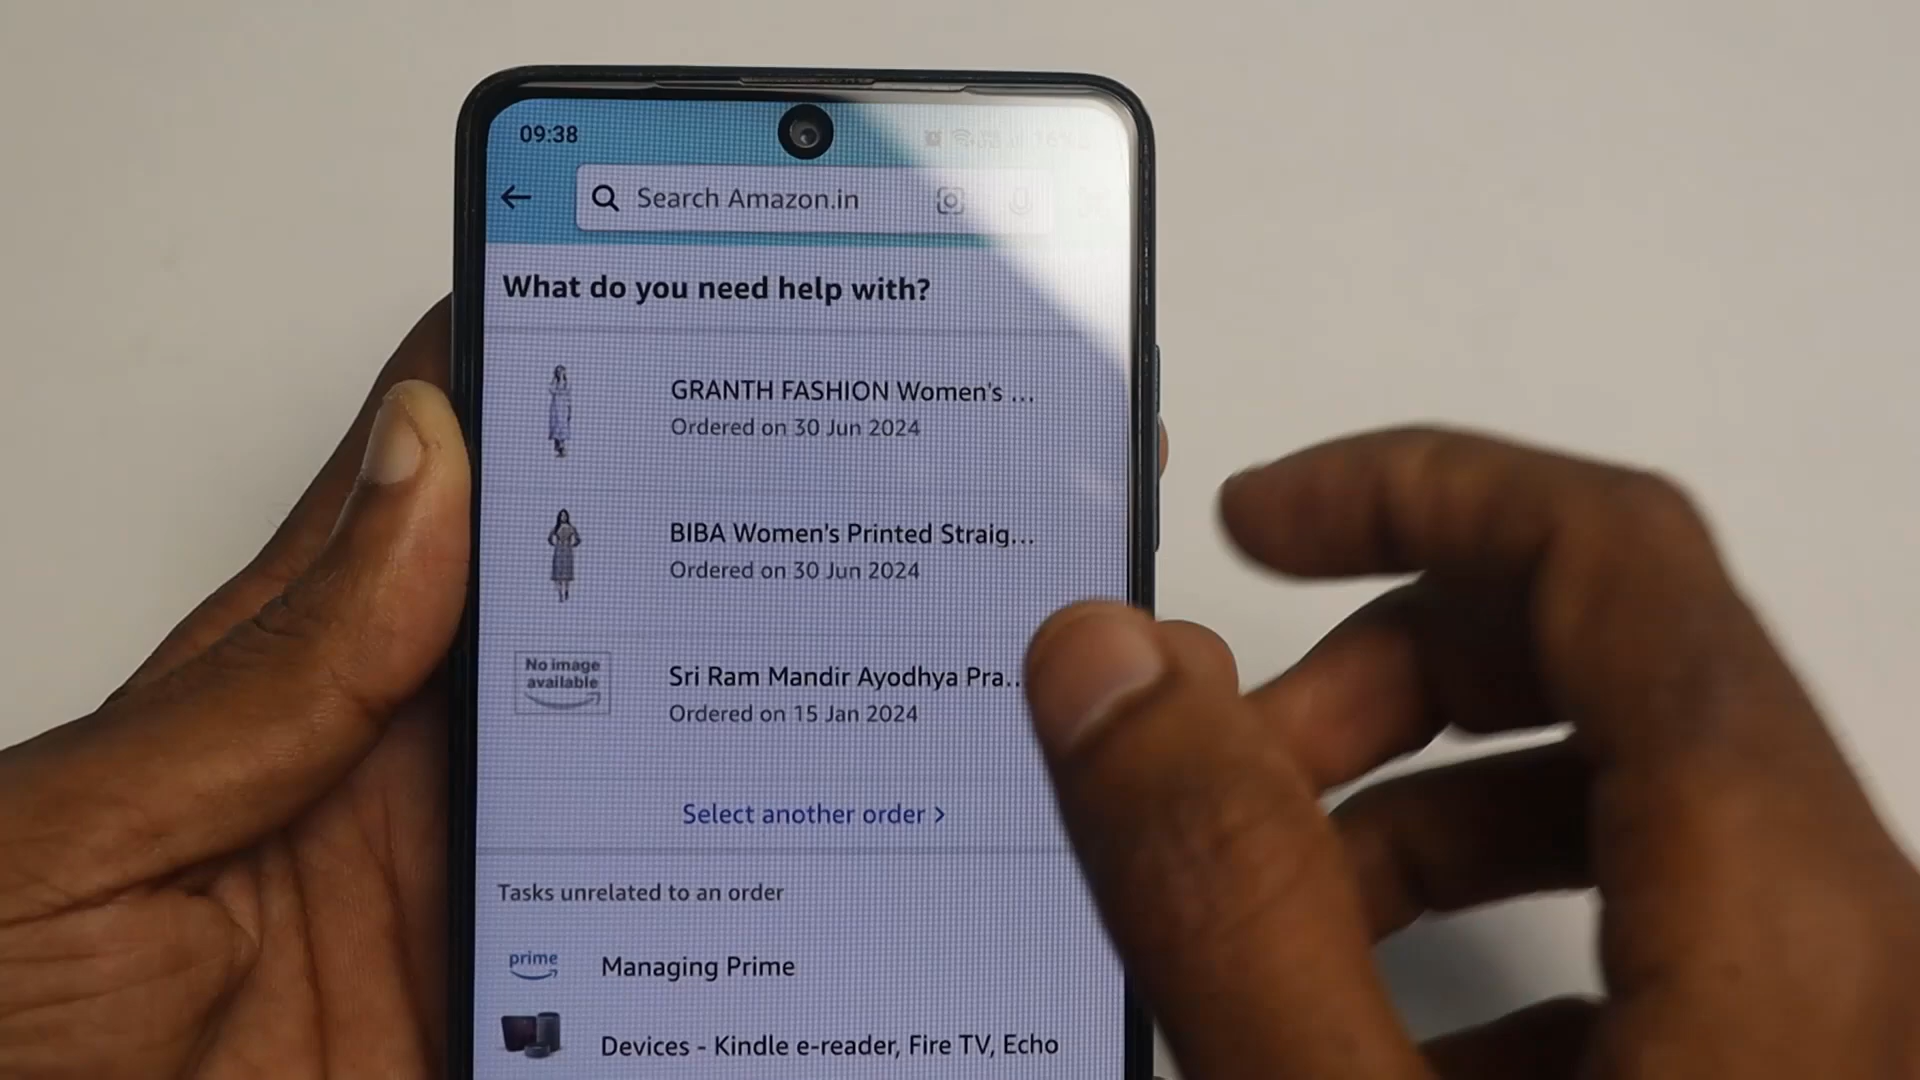 09:38
Search Amazon.in
What do you need help with?
GRANTH FASHION Women's ...
Ordered on 30 Jun 2024
BIBA Women's Printed Straig...
Ordered on 30 Jun 2024
No image
available
Sri Ram Mandir Ayodhya Pra..
Ordered on 15 Jan 2024
Select another order >
Tasks unrelated to an order
prime
Managing Prime
Devices - Kindle e-reader, Fire TV, Echo